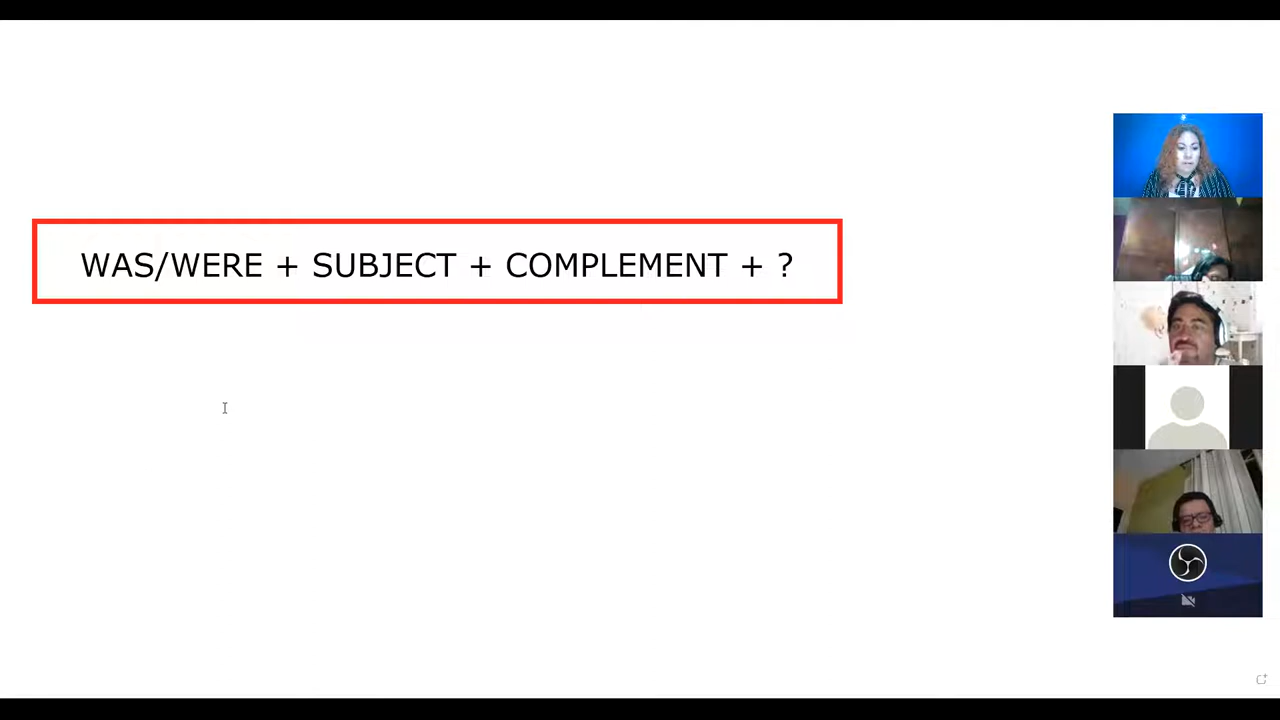 WAS/WERE + SUBJECT + COMPLEMENT + ?